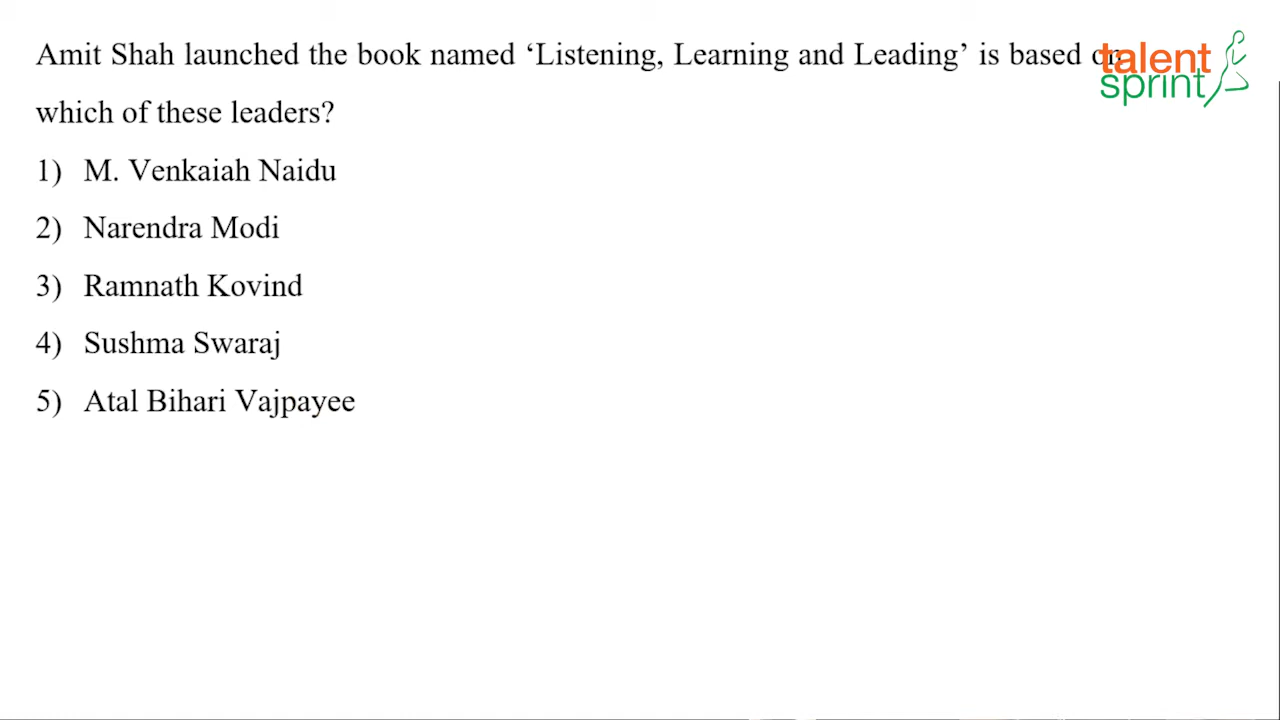 Amit Shah launched the book named ‘Listening, Learning and Leading’ is based on
which of these leaders?
1) M. Venkaiah Naidu
2) Narendra Modi
3) Ramnath Kovind
4) Sushma Swaraj
5) Atal Bihari Vajpayee
talent
sprint